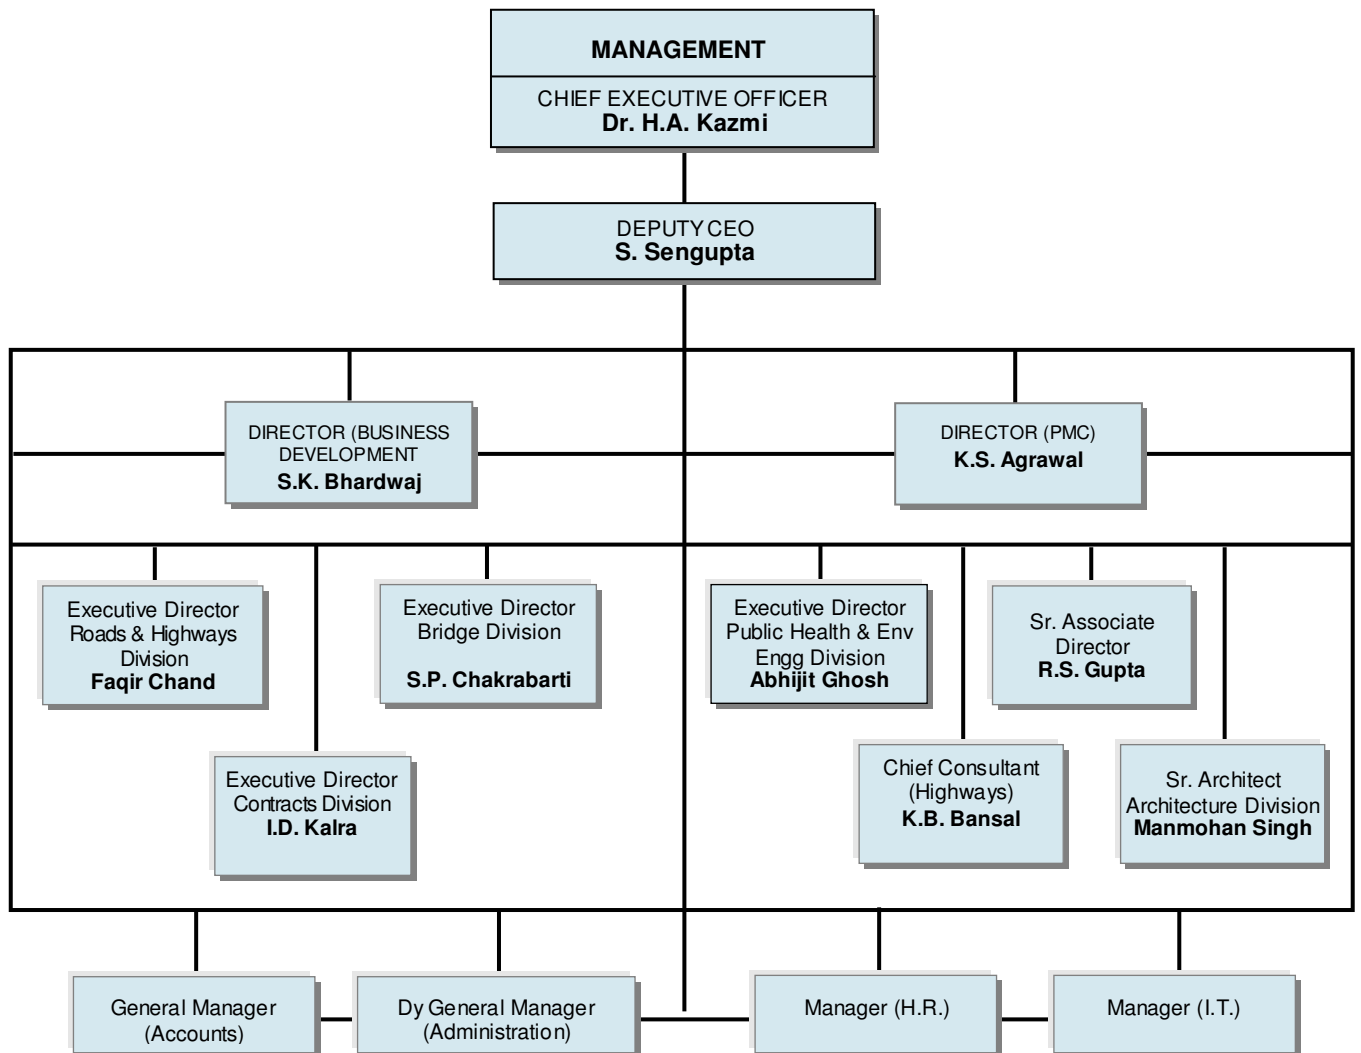 MANAGEMENT
CHIEF EXECUTIVE OFFICER
Dr. H.A. Kazmi
DEPUTY CEO
S. Sengupta
DIRECTOR (BUSINESS
DEVELOPMENT
S.K. Bhardwaj
DIRECTOR (PMC)
K.S. Agrawal
Executive Director
Roads & Highways
Division
Faqir Chand
Executive Director
Bridge Division
S.P. Chakrabarti
Executive Director
Public Health & Env
Engg Division
Abhijit Ghosh
Sr. Associate
Director
R.S. Gupta
Executive Director
Contracts Division
I.D. Kalra
Chief Consultant
(Highways)
K.B. Bansal
Sr. Architect
Architecture Division
Manmohan Singh
General Manager
(Accounts)
Dy General Manager
(Administration)
Manager (H.R.)
Manager (I.T.)